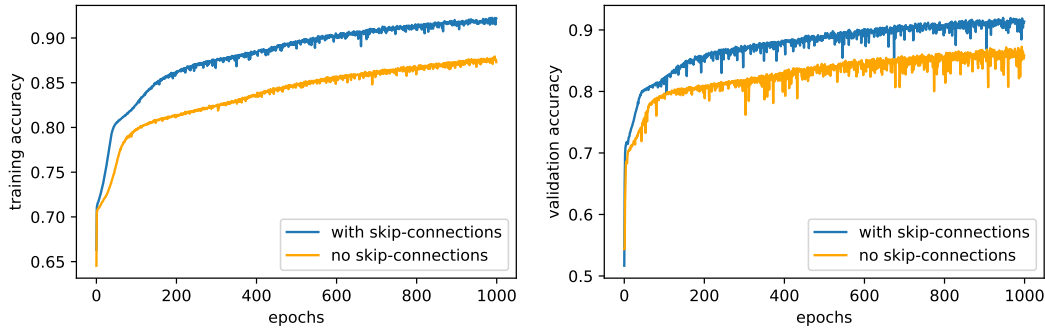 training accuracy
0.90
0.85
0.80
0.75
0.70
0.65
with skip-connections
no skip-connections
0 200 400 600 800 1000
epochs
validation accuracy
0.9
0.8
0.7
0.6
0.5
with skip-connections
no skip-connections
0 200 400 600 800 1000
epochs